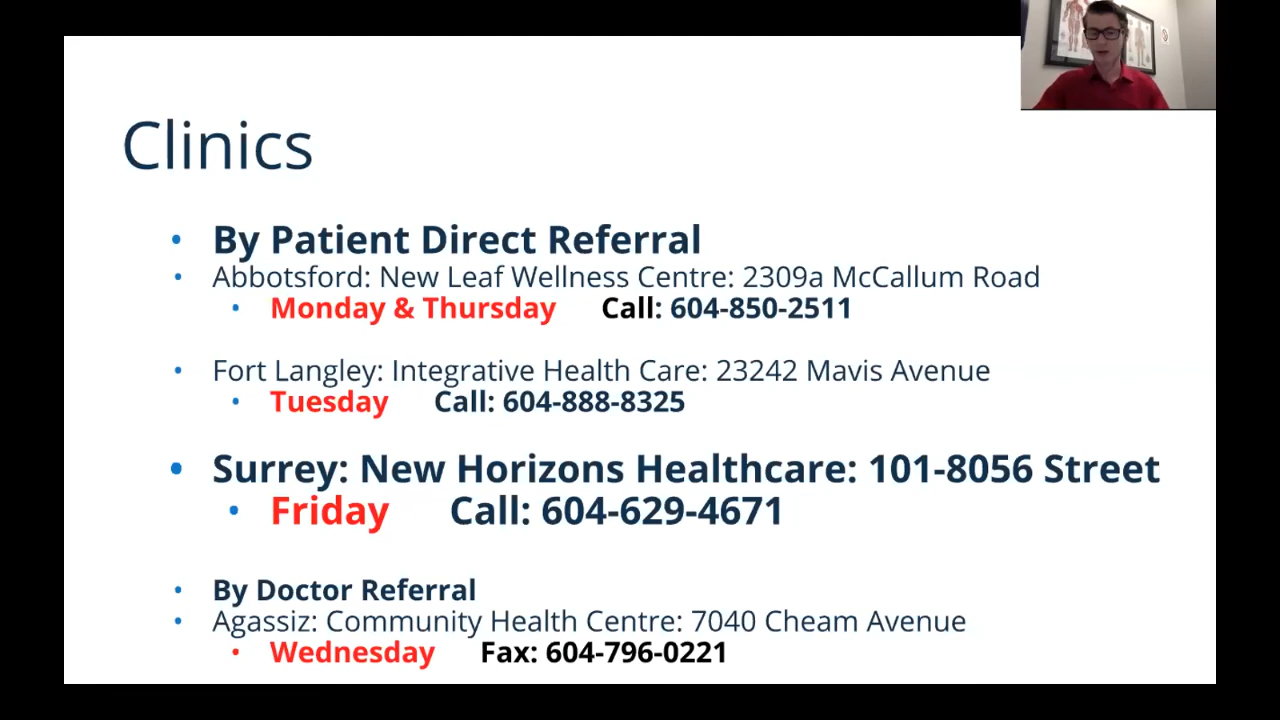 Clinics
• By Patient Direct Referral
• Abbotsford: New Leaf Wellness Centre: 2309a McCallum Road
• Monday & Thursday Call: 604-850-2511
• Fort Langley: Integrative Health Care: 23242 Mavis Avenue
• Tuesday Call: 604-888-8325
• Surrey: New Horizons Healthcare: 101-8056 Street
• Friday Call: 604-629-4671
• By Doctor Referral
• Agassiz: Community Health Centre: 7040 Cheam Avenue
• Wednesday Fax: 604-796-0221